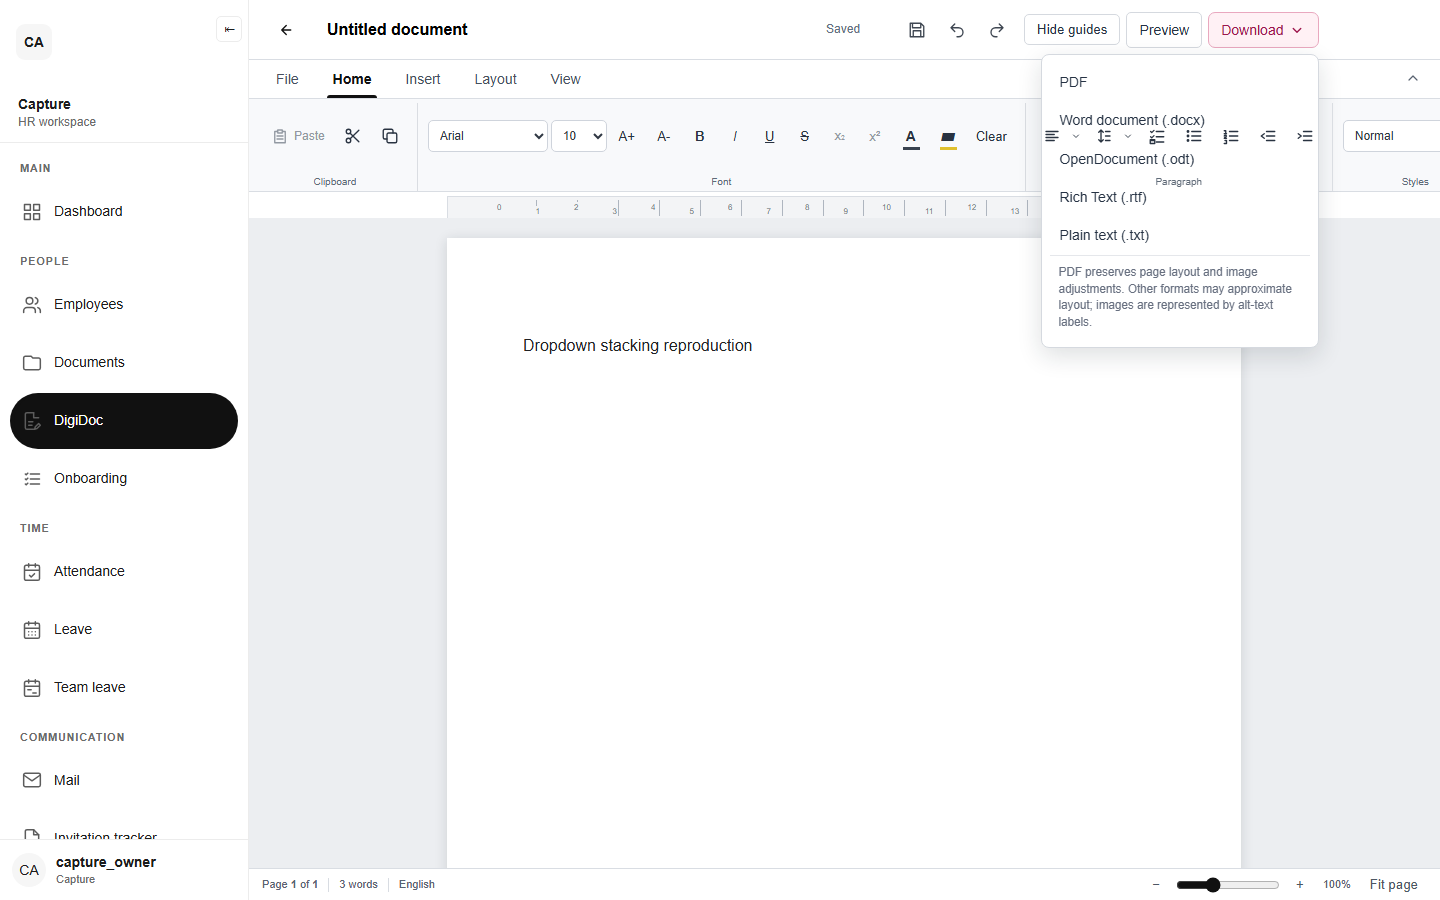 CA
Capture
HR workspace
MAIN
Dashboard
PEOPLE
Employees
Documents
DigiDoc
Onboarding
TIME
Attendance
Leave
Team leave
COMMUNICATION
Mail
Invitation tracker
CA
capture_owner
Capture
Untitled document
Saved
Hide guides
Preview
Download
File
Home
Insert
Layout
View
Paste
Clipboard
Arial
10
A+
A-
B
I
U
S
x₂
x²
A
Clear
Font
Paragraph
Normal
Styles
PDF
Word document (.docx)
OpenDocument (.odt)
Rich Text (.rtf)
Plain text (.txt)
PDF preserves page layout and image
adjustments. Other formats may approximate
layout; images are represented by alt-text
labels.
0 1 2 3 4 5 6 7 8 9 10 11 12 13
Dropdown stacking reproduction
Page 1 of 1
3 words
English
− + 100%
Fit page